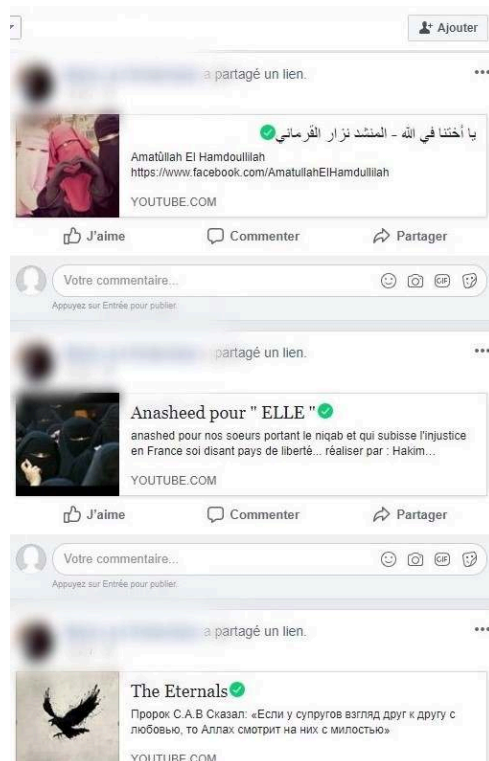 Ajouter
a partagé un lien.
يا أختنا في الله - المنشد نزار القرماني
Amatûllah El Hamdoullilah
https://www.facebook.com/AmatullahElHamdullilah
YOUTUBE.COM
J'aime Commenter Partager
Votre commentaire...
GIF
Appuyez sur Entrée pour publier.
partagé un lien.
Anasheed pour " ELLE "
anashed pour nos soeurs portant le niqab et qui subisse l'injustice
en France soi disant pays de liberté... réaliser par : Hakim…
YOUTUBE.COM
J'aime Commenter Partager
Votre commentaire...
GIF
Appuyez sur Entrée pour publier.
a partagé un lien.
The Eternals
Пророк С.А.В Сказал: «Если у супругов взгляд друг к другу с
любовью, то Аллах смотрит на них с милостью»
YOUTUBE.COM